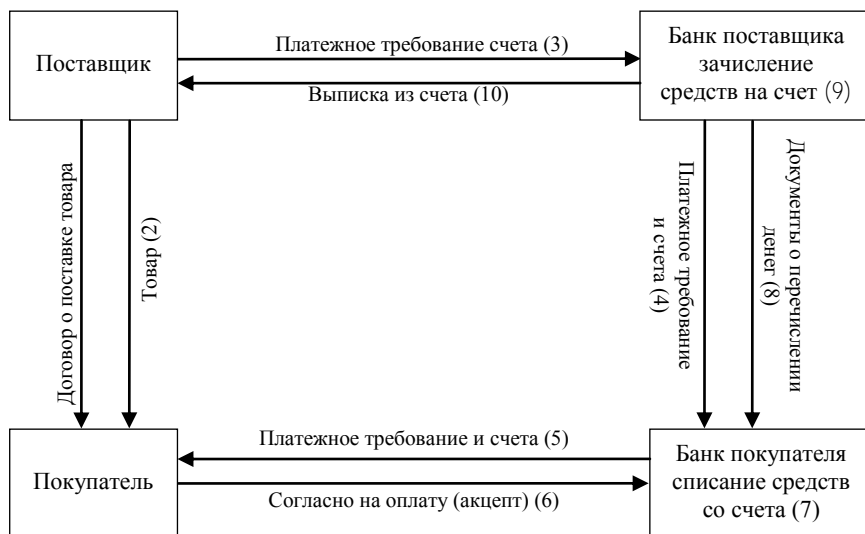 Поставщик
Платежное требование счета (3)
Выписка из счета (10)
Банк поставщика
зачисление
средств на счет (9)
Договор о поставке товара
Товар (2)
Платежное требование
и счета (4)
Документы о перечислении
денег (8)
Покупатель
Платежное требование и счета (5)
Согласно на оплату (акцепт) (6)
Банк покупателя
списание средств
со счета (7)